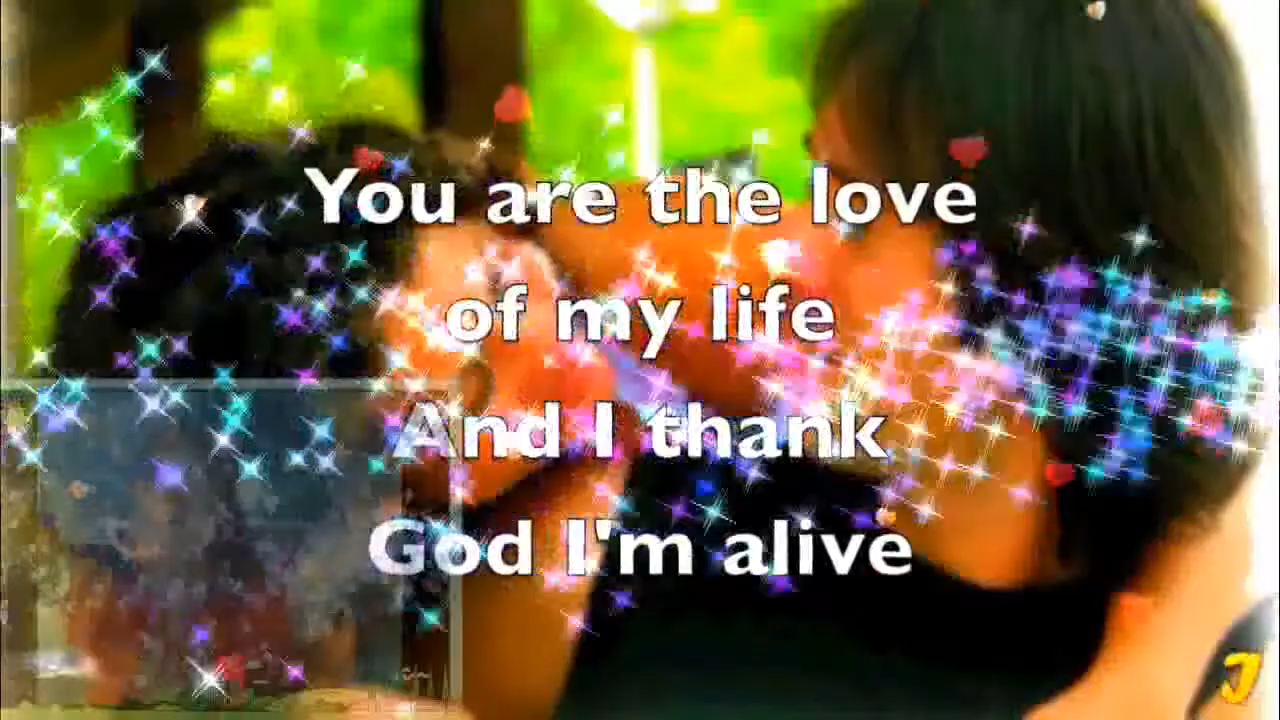 You are the love
of my life
And I thank
God I'm alive
J